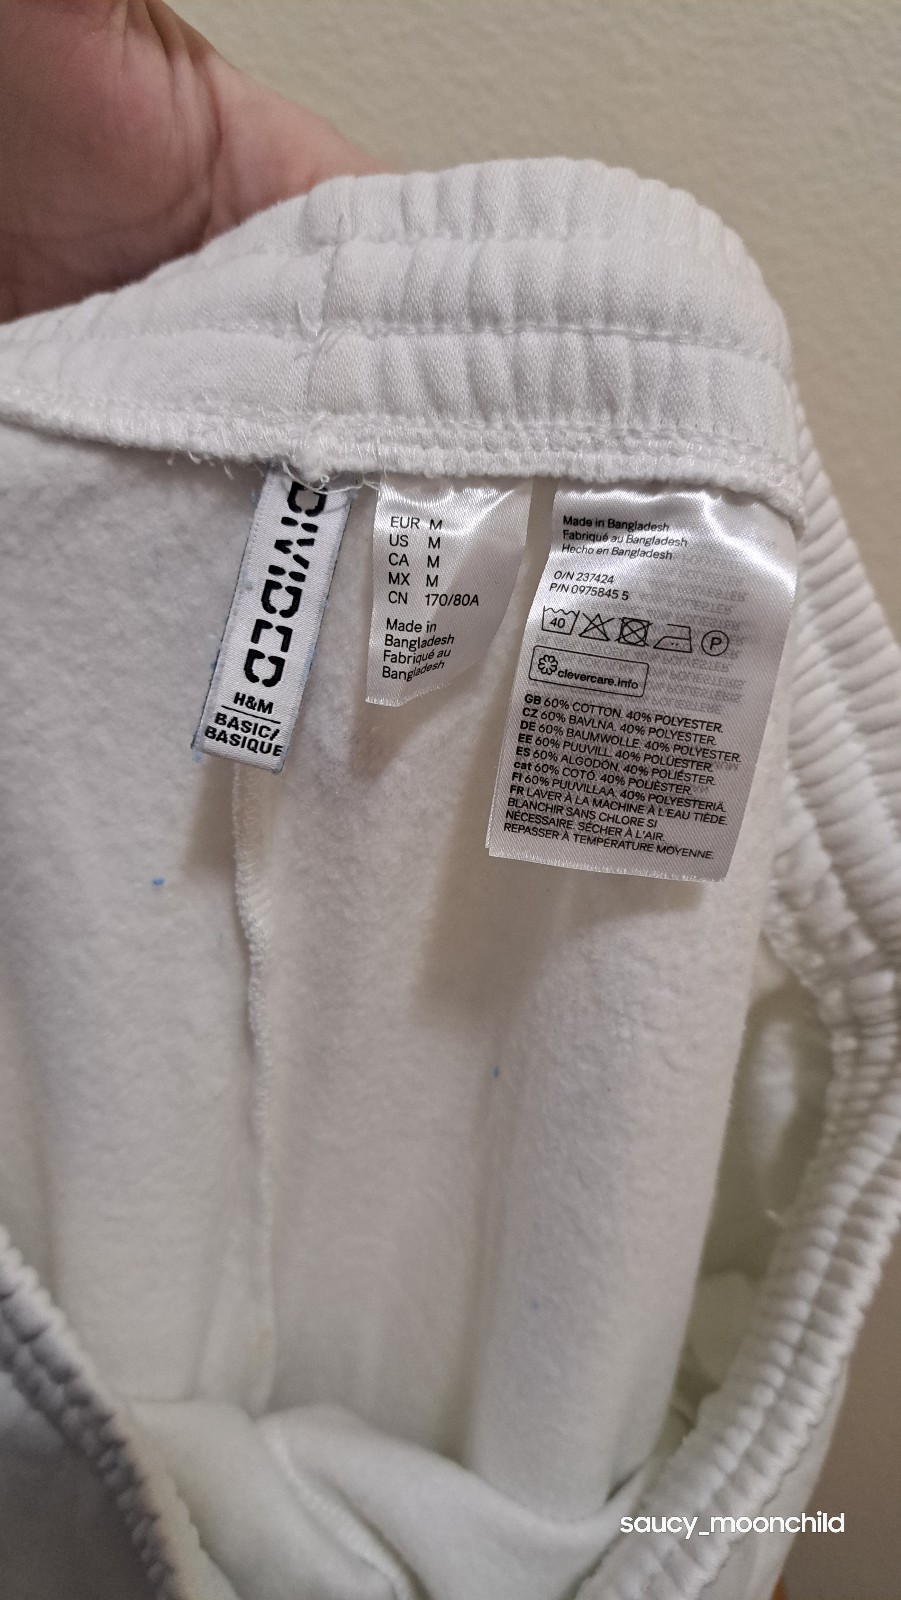 DIVIDED
H&M
BASIC/
BASIQUE
EUR M
US M
CA M
MX M
CN 170/80A
Made in
Bangladesh
Fabriqué au
Bangladesh
Made in Bangladesh
Fabriqué au Bangladesh
Hecho en Bangladesh
O/N 237424
P/N 0975845 5
40
P
clevercare.info
GB 60% COTTON. 40% POLYESTER.
CZ 60% BAVLNA. 40% POLYESTER.
DE 60% BAUMWOLLE. 40% POLYESTER.
EE 60% PUUVILL. 40% POLÜESTER.
ES 60% ALGODÓN. 40% POLIÉSTER.
cat 60% COTÓ. 40% POLIÈSTER.
FI 60% PUUVILLAA. 40% POLYESTERIÄ.
FR LAVER À LA MACHINE À L'EAU TIÈDE.
BLANCHIR SANS CHLORE SI
NÉCESSAIRE. SÉCHER À L'AIR.
REPASSER À TEMPÉRATURE MOYENNE.
saucy_moonchild